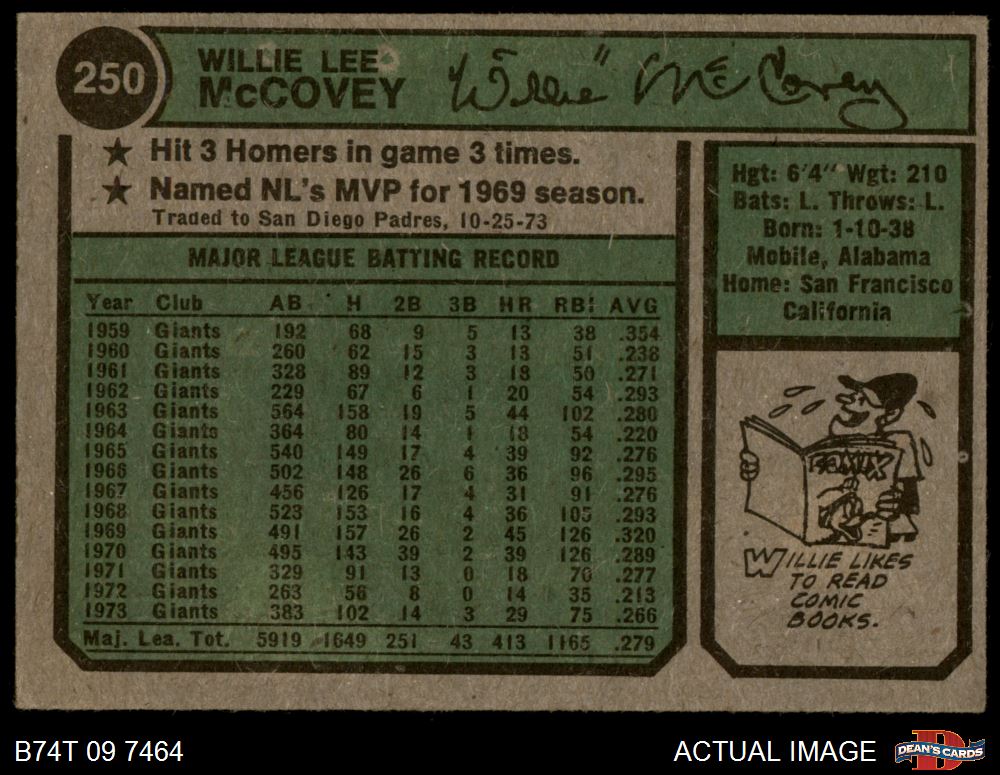 250
WILLIE LEE
McCOVEY
"Willie" McCovey
★ Hit 3 Homers in game 3 times.
★ Named NL's MVP for 1969 season.
Traded to San Diego Padres, 10-25-73
MAJOR LEAGUE BATTING RECORD
Year Club AB H 2B 3B HR RBI AVG
1959 Giants 192 68 9 5 13 38 .354
1960 Giants 260 62 15 3 13 51 .238
1961 Giants 328 89 12 3 18 50 .271
1962 Giants 229 67 6 1 20 54 .293
1963 Giants 564 158 19 5 44 102 .280
1964 Giants 364 80 14 1 18 54 .220
1965 Giants 540 149 17 4 39 92 .276
1966 Giants 502 148 26 6 36 96 .295
1967 Giants 456 126 17 4 31 91 .276
1968 Giants 523 153 16 4 36 105 .293
1969 Giants 491 157 26 2 45 126 .320
1970 Giants 495 143 39 2 39 126 .289
1971 Giants 329 91 13 0 18 70 .277
1972 Giants 263 56 8 0 14 35 .213
1973 Giants 383 102 14 3 29 75 .266
Maj. Lea. Tot. 5919 1649 251 43 413 1165 .279
Hgt: 6'4" Wgt: 210
Bats: L. Throws: L.
Born: 1-10-38
Mobile, Alabama
Home: San Francisco
California
WILLIE LIKES
TO READ
COMIC
BOOKS.
B74T 09 7464
ACTUAL IMAGE
DEAN'S CARDS